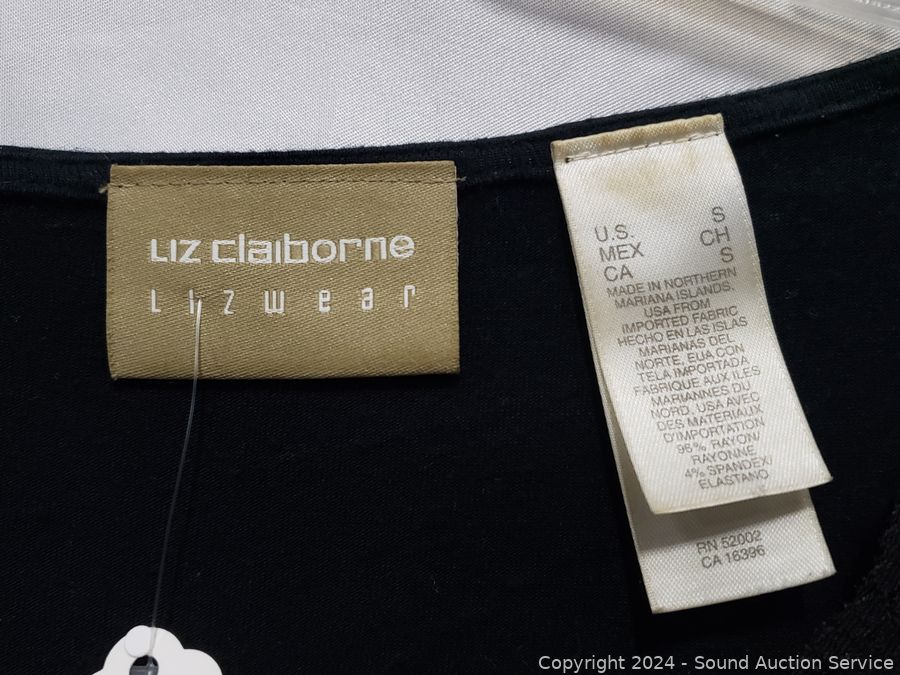 Liz claiborne
Lizwear
U.S. S
MEX CH
CA S
MADE IN NORTHERN
MARIANA ISLANDS,
USA FROM
IMPORTED FABRIC
HECHO EN LAS ISLAS
MARIANAS DEL
NORTE, EUA CON
TELA IMPORTADA
FABRIQUE AUX ILES
MARIANNES DU
NORD, USA AVEC
DES MATERIAUX
D'IMPORTATION
96% RAYON/
RAYONNE
4% SPANDEX/
ELASTANO
RN 52002
CA 16396
Copyright 2024 - Sound Auction Service